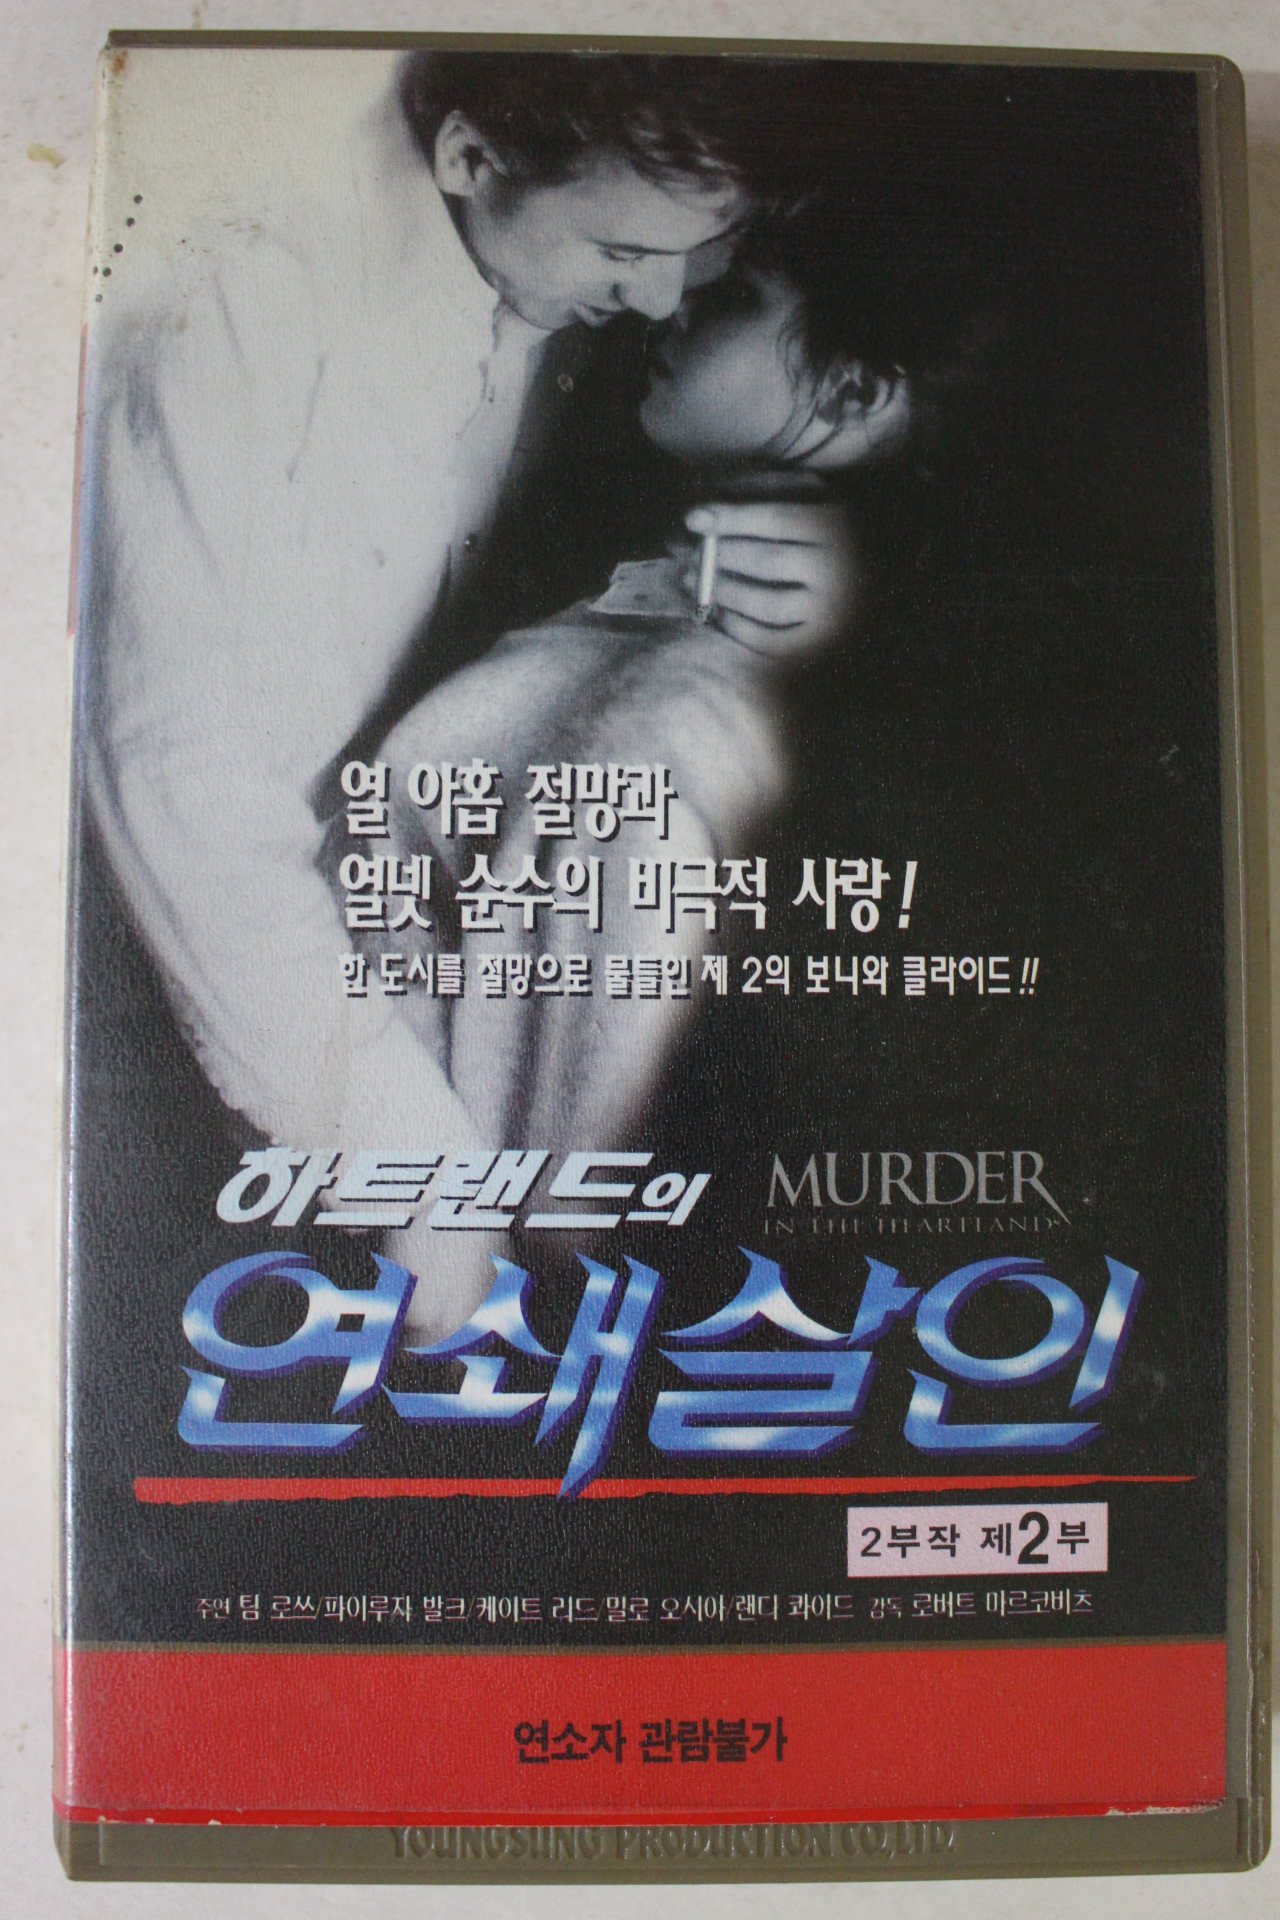 열 아홉 절망과
열넷 순수의 비극적 사랑!
한 도시를 절망으로 물들인 제 2의 보니와 클라이드!!
하트랜드의
MURDER
IN THE HEARTLAND
연쇄살인
2부작 제2부
주연 팀 로쓰/파이루쟈 발크/케이트 리드/밀로 오시아/랜디 콰이드 감독 로버트 마르코비츠
연소자 관람불가
YOUNGSUNG PRODUCTION CO.,LTD.